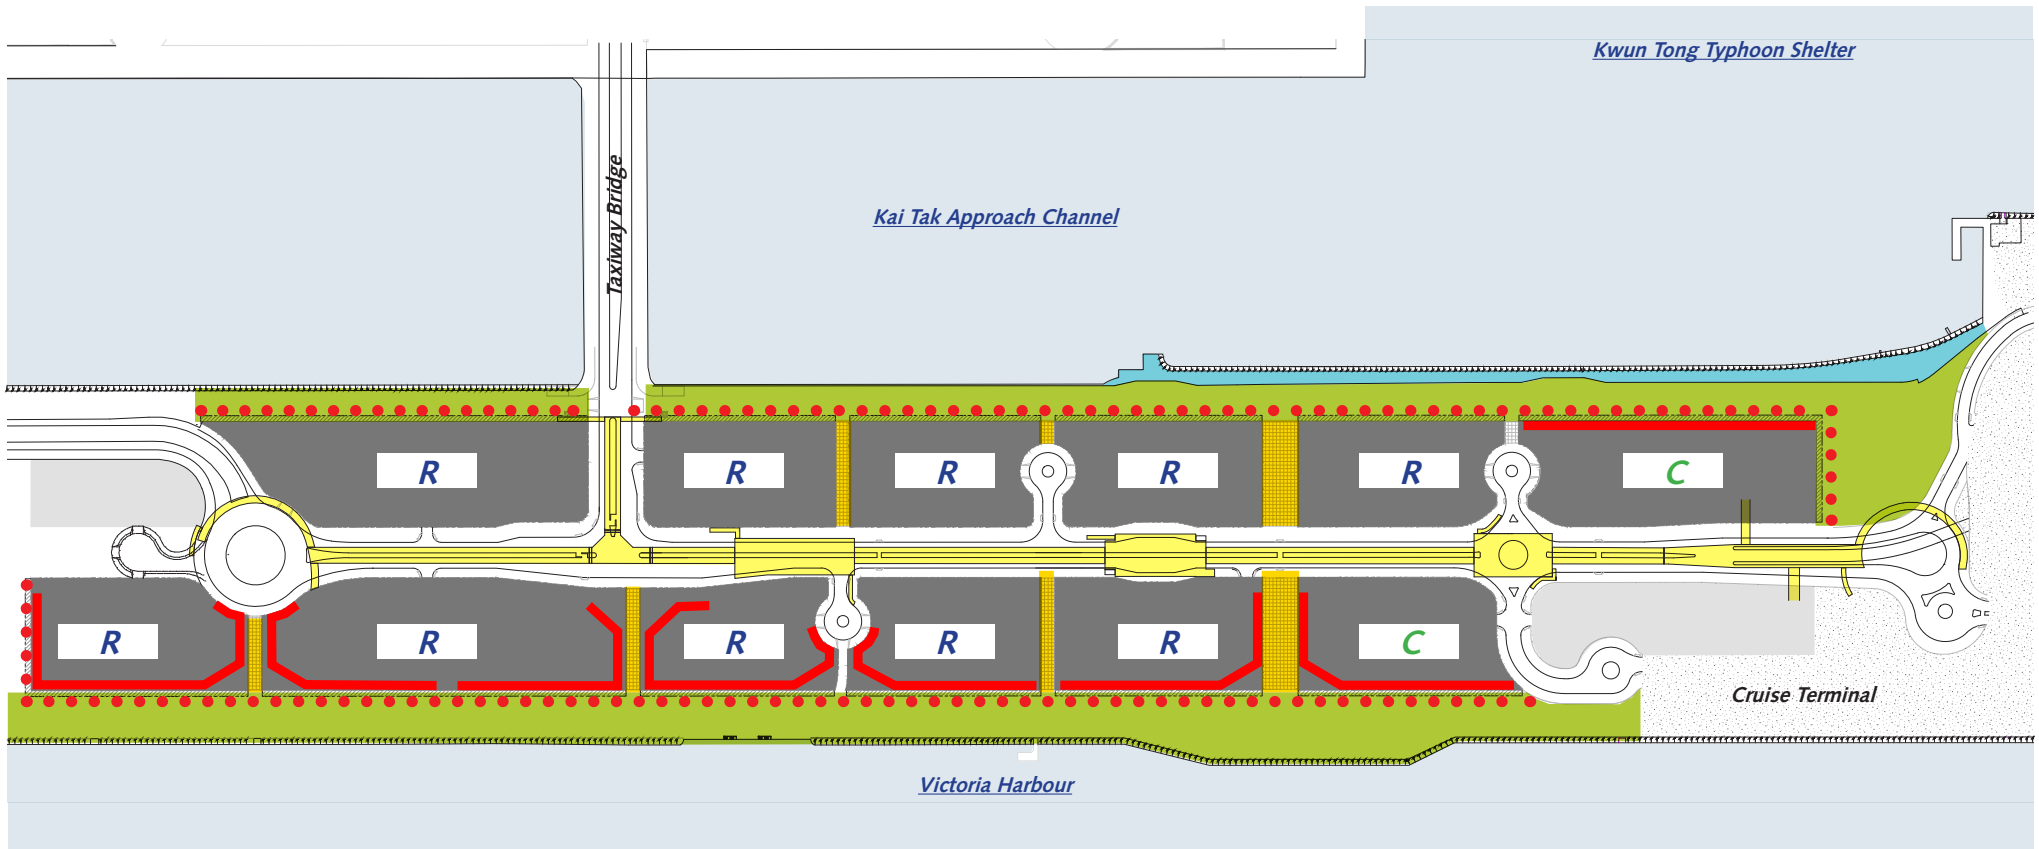 Kwun Tong Typhoon Shelter
Taxiway Bridge
Kai Tak Approach Channel
R R R R R C
R R R R R C
Cruise Terminal
Victoria Harbour